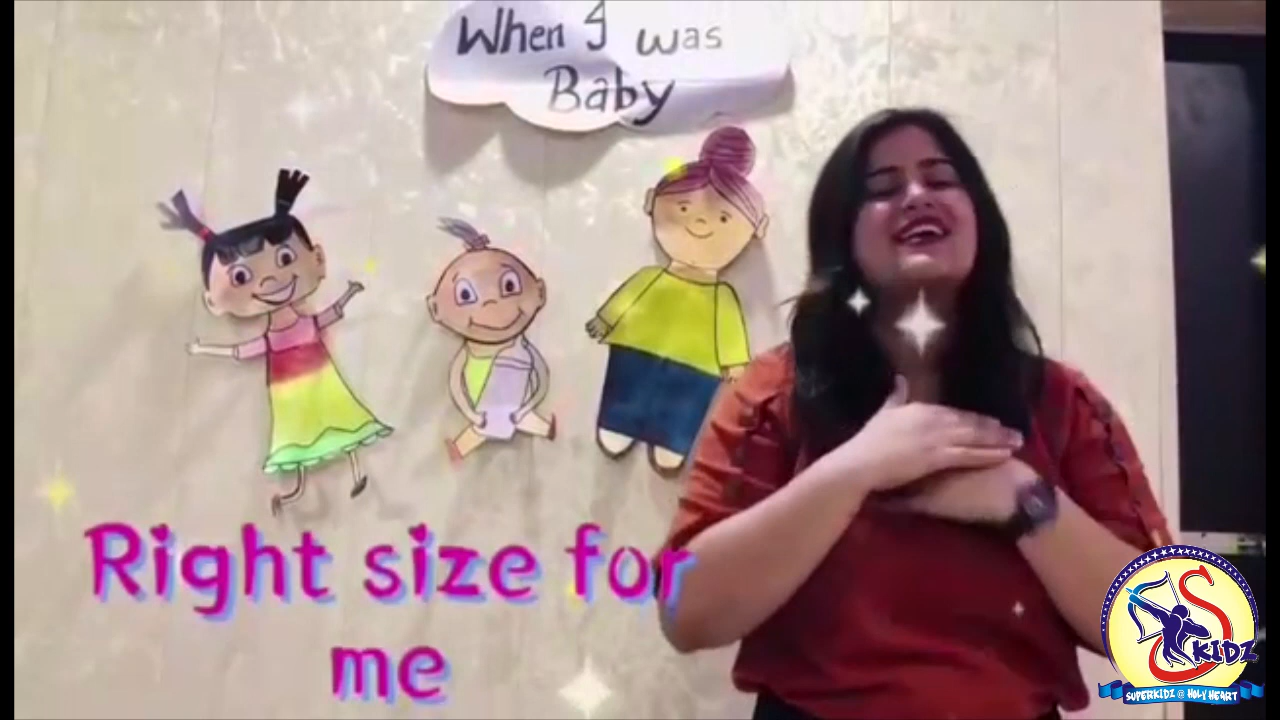 When I was
Baby
Right size for
me
S
KIDZ
SUPERKIDZ @ HOLY HEART